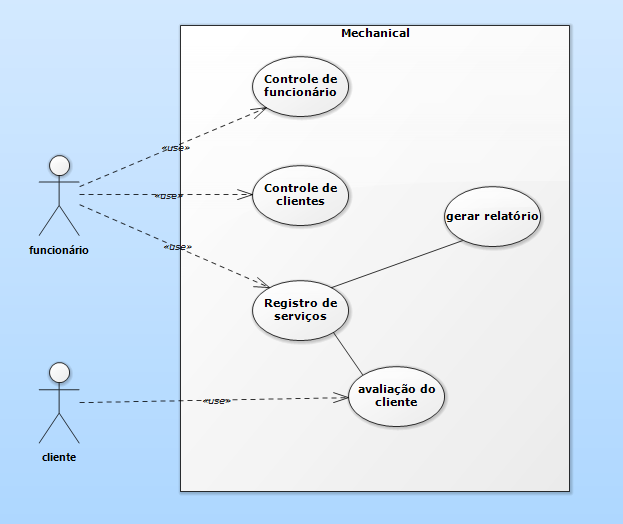 Mechanical
Controle de
funcionário
«use»
Controle de
clientes
«use»
gerar relatório
funcionário
«use»
Registro de
serviços
avaliação do
cliente
«use»
cliente